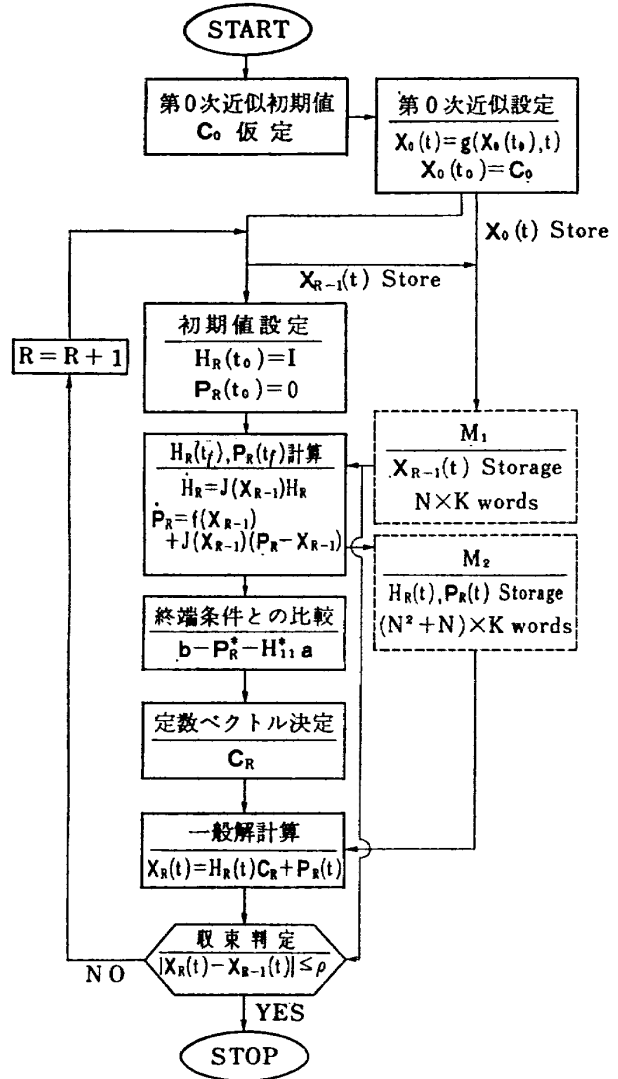 START
第0次近似初期値
C₀ 仮定
第0次近似設定
X₀(t)=g(X₀(t₀),t)
X₀(t₀)=C₀
X₀(t) Store
X_{R-1}(t) Store
R=R+1
初期値設定
H_R(t₀)=I
P_R(t₀)=0
H_R(t_f),P_R(t_f)計算
Ḣ_R=J(X_{R-1})H_R
Ṗ_R=f(X_{R-1})
+J(X_{R-1})(P_R−X_{R-1})
M₁
X_{R-1}(t) Storage
N×K words
M₂
H_R(t),P_R(t) Storage
(N²+N)×K words
終端条件との比較
b−P*_R−H*₁₁a
定数ベクトル決定
C_R
一般解計算
X_R(t)=H_R(t)C_R+P_R(t)
収束判定
|X_R(t)−X_{R-1}(t)|≤ρ
NO
YES
STOP